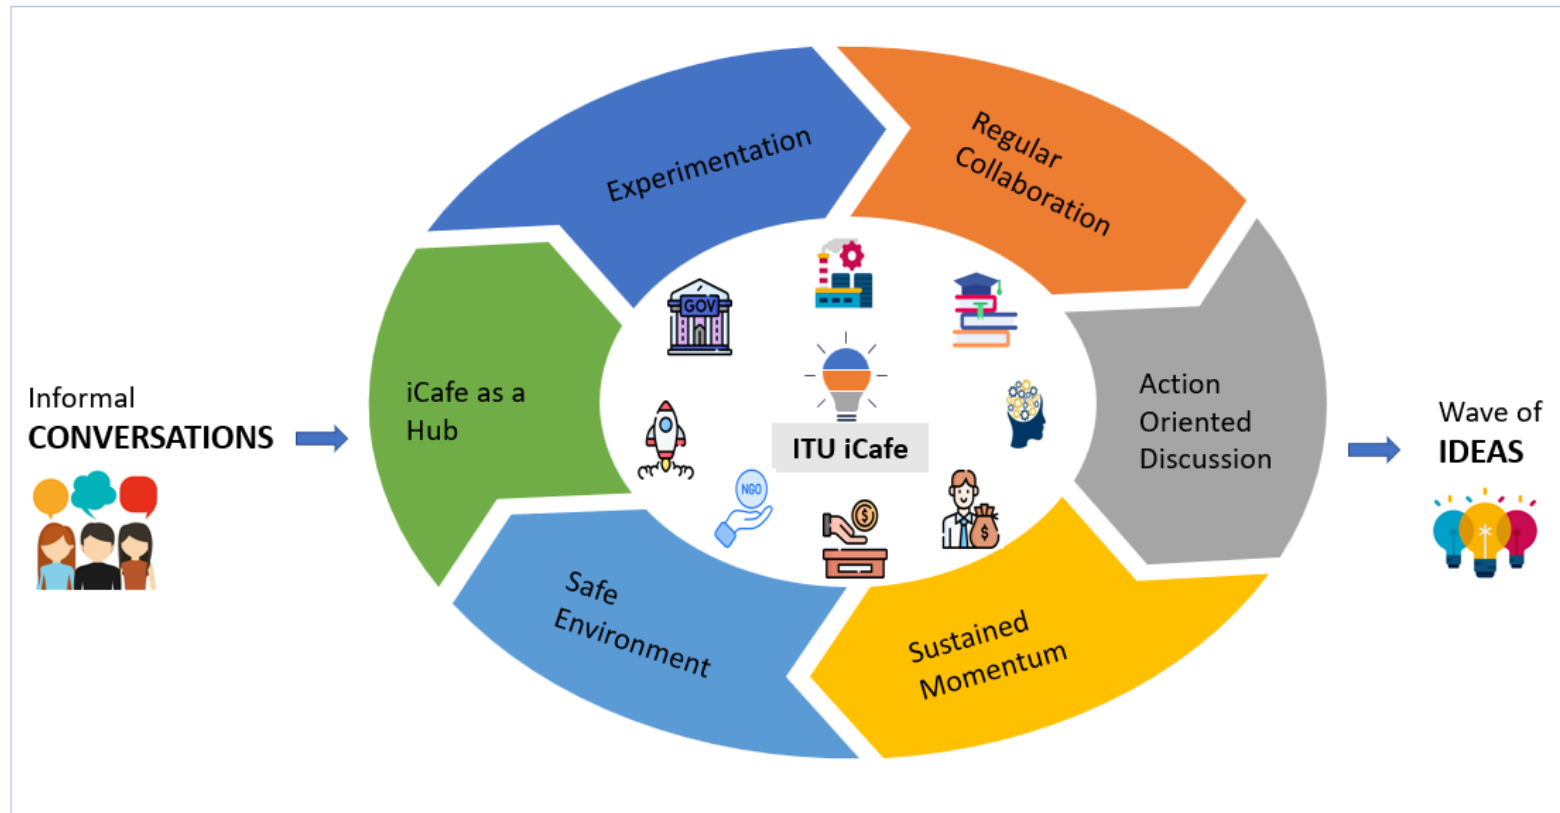 Informal
CONVERSATIONS
iCafe as a
Hub
Experimentation
Regular
Collaboration
Action
Oriented
Discussion
Sustained
Momentum
Safe
Environment
GOV
NGO
$
$
ITU iCafe
Wave of
IDEAS